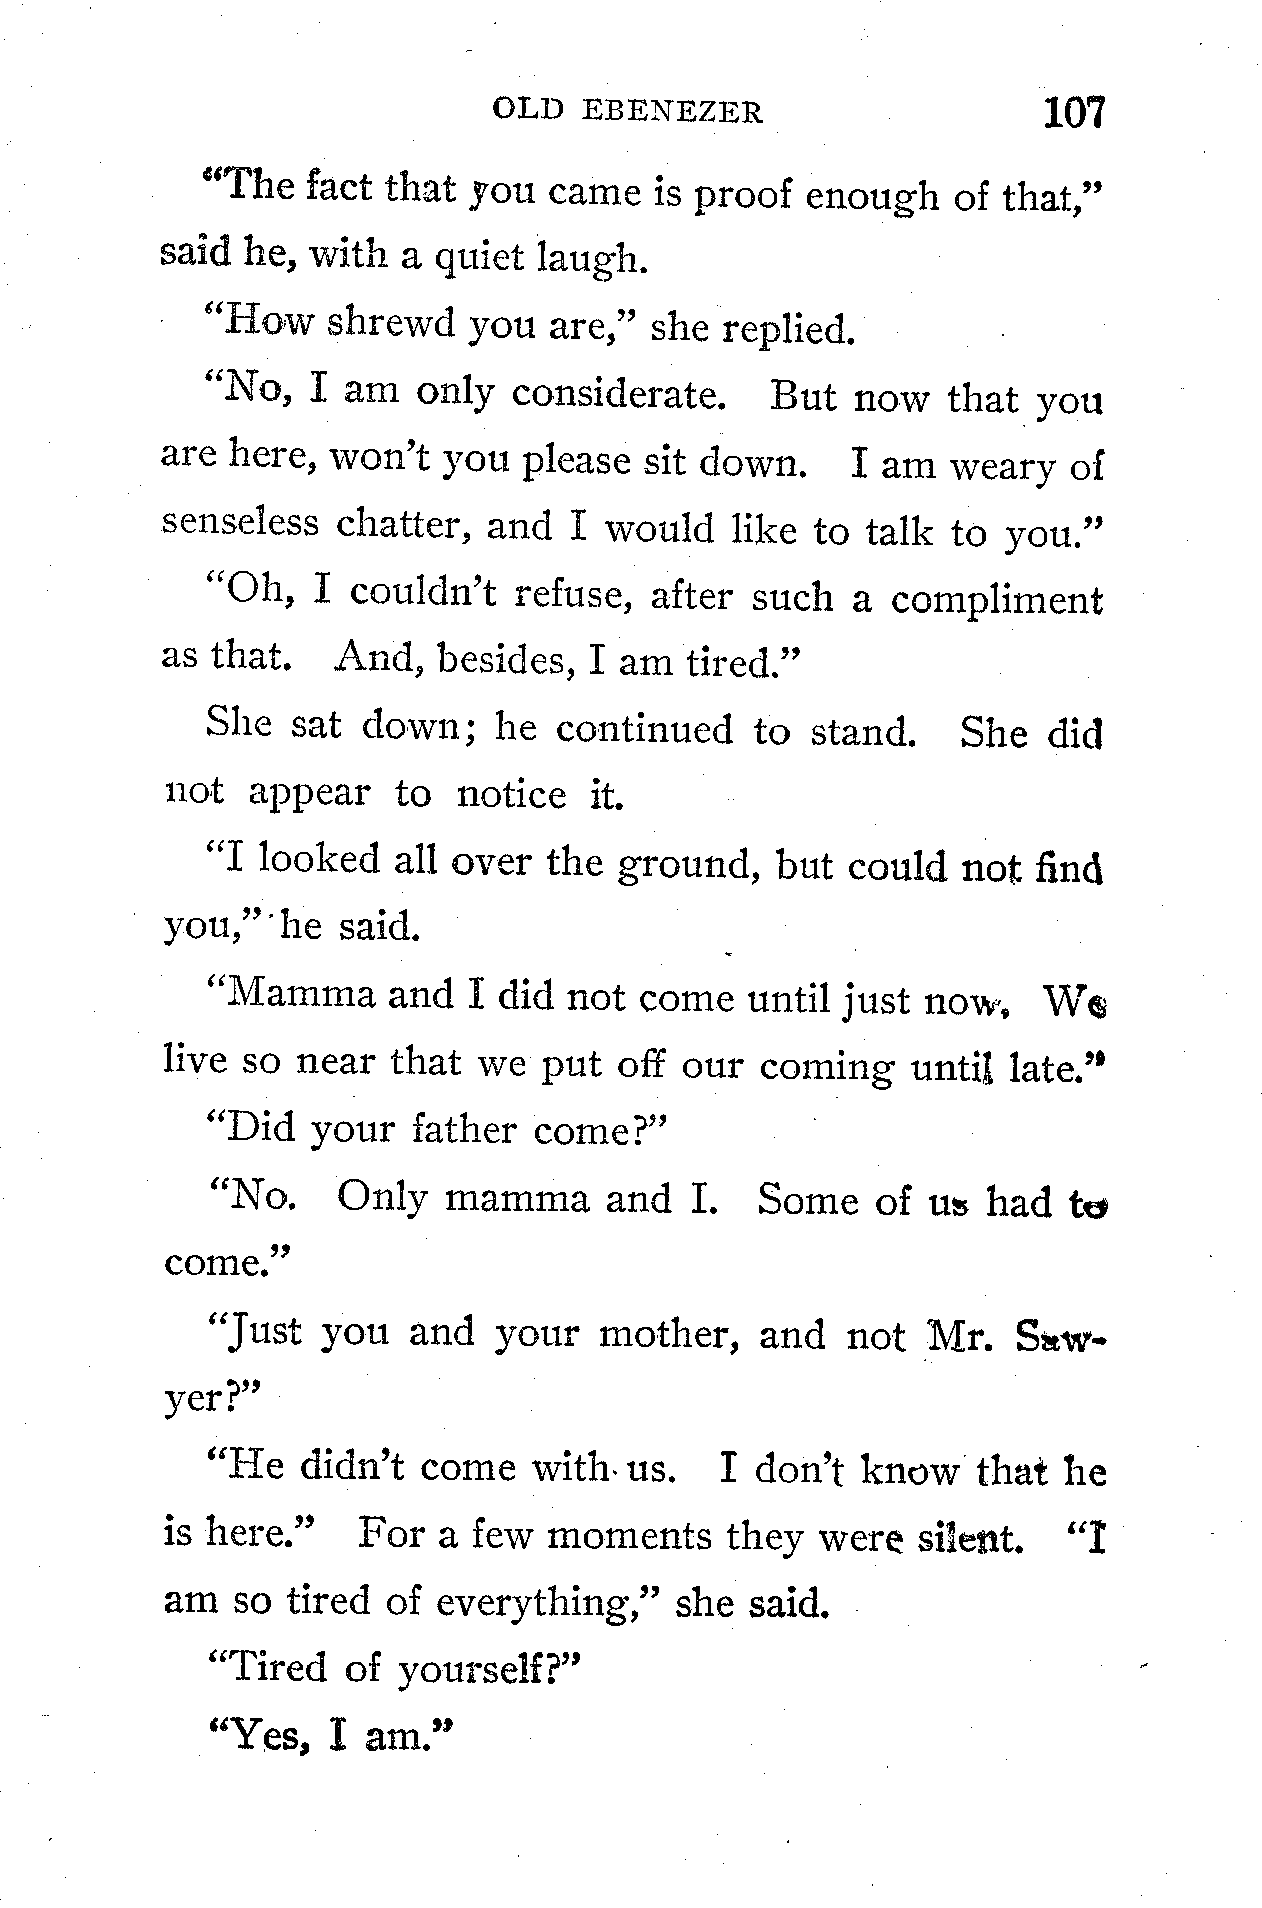 OLD EBENEZER 107
“The fact that you came is proof enough of that,”
said he, with a quiet laugh.
“How shrewd you are,” she replied.
“No, I am only considerate. But now that you
are here, won’t you please sit down. I am weary of
senseless chatter, and I would like to talk to you.”
“Oh, I couldn’t refuse, after such a compliment
as that. And, besides, I am tired.”
She sat down; he continued to stand. She did
not appear to notice it.
“I looked all over the ground, but could not find
you,” he said.
“Mamma and I did not come until just now. We
live so near that we put off our coming until late.”
“Did your father come?”
“No. Only mamma and I. Some of us had to
come.”
“Just you and your mother, and not Mr. Saw-
yer?”
“He didn’t come with us. I don’t know that he
is here.” For a few moments they were silent. “I
am so tired of everything,” she said.
“Tired of yourself?”
“Yes, I am.”